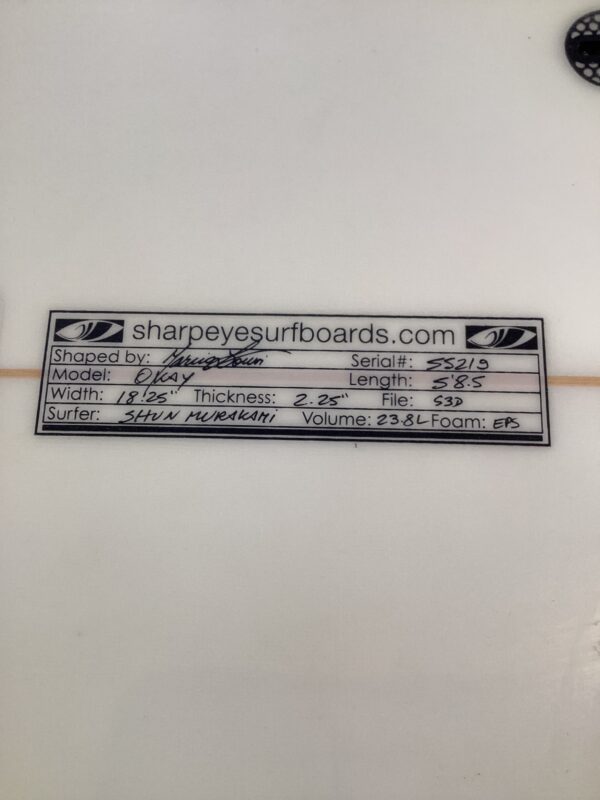 sharpeyesurfboards.com
Shaped by: Serial#: 55219
Model: OKAY Length: 5'8.5
Width: 18.25" Thickness: 2.25" File: S3D
Surfer: SHUN MURAKAMI Volume: 23.8L Foam: EPS